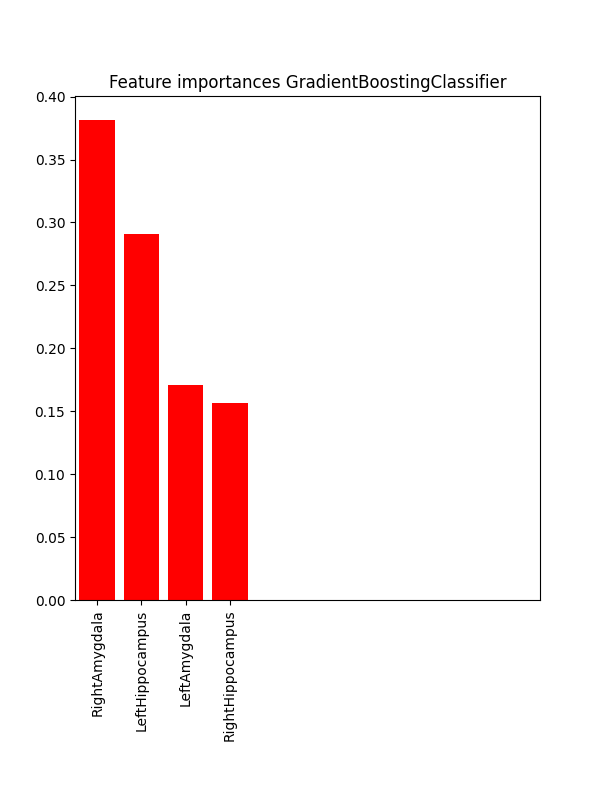 Feature importances GradientBoostingClassifier
0.40
0.35
0.30
0.25
0.20
0.15
0.10
0.05
0.00
RightAmygdala
LeftHippocampus
LeftAmygdala
RightHippocampus